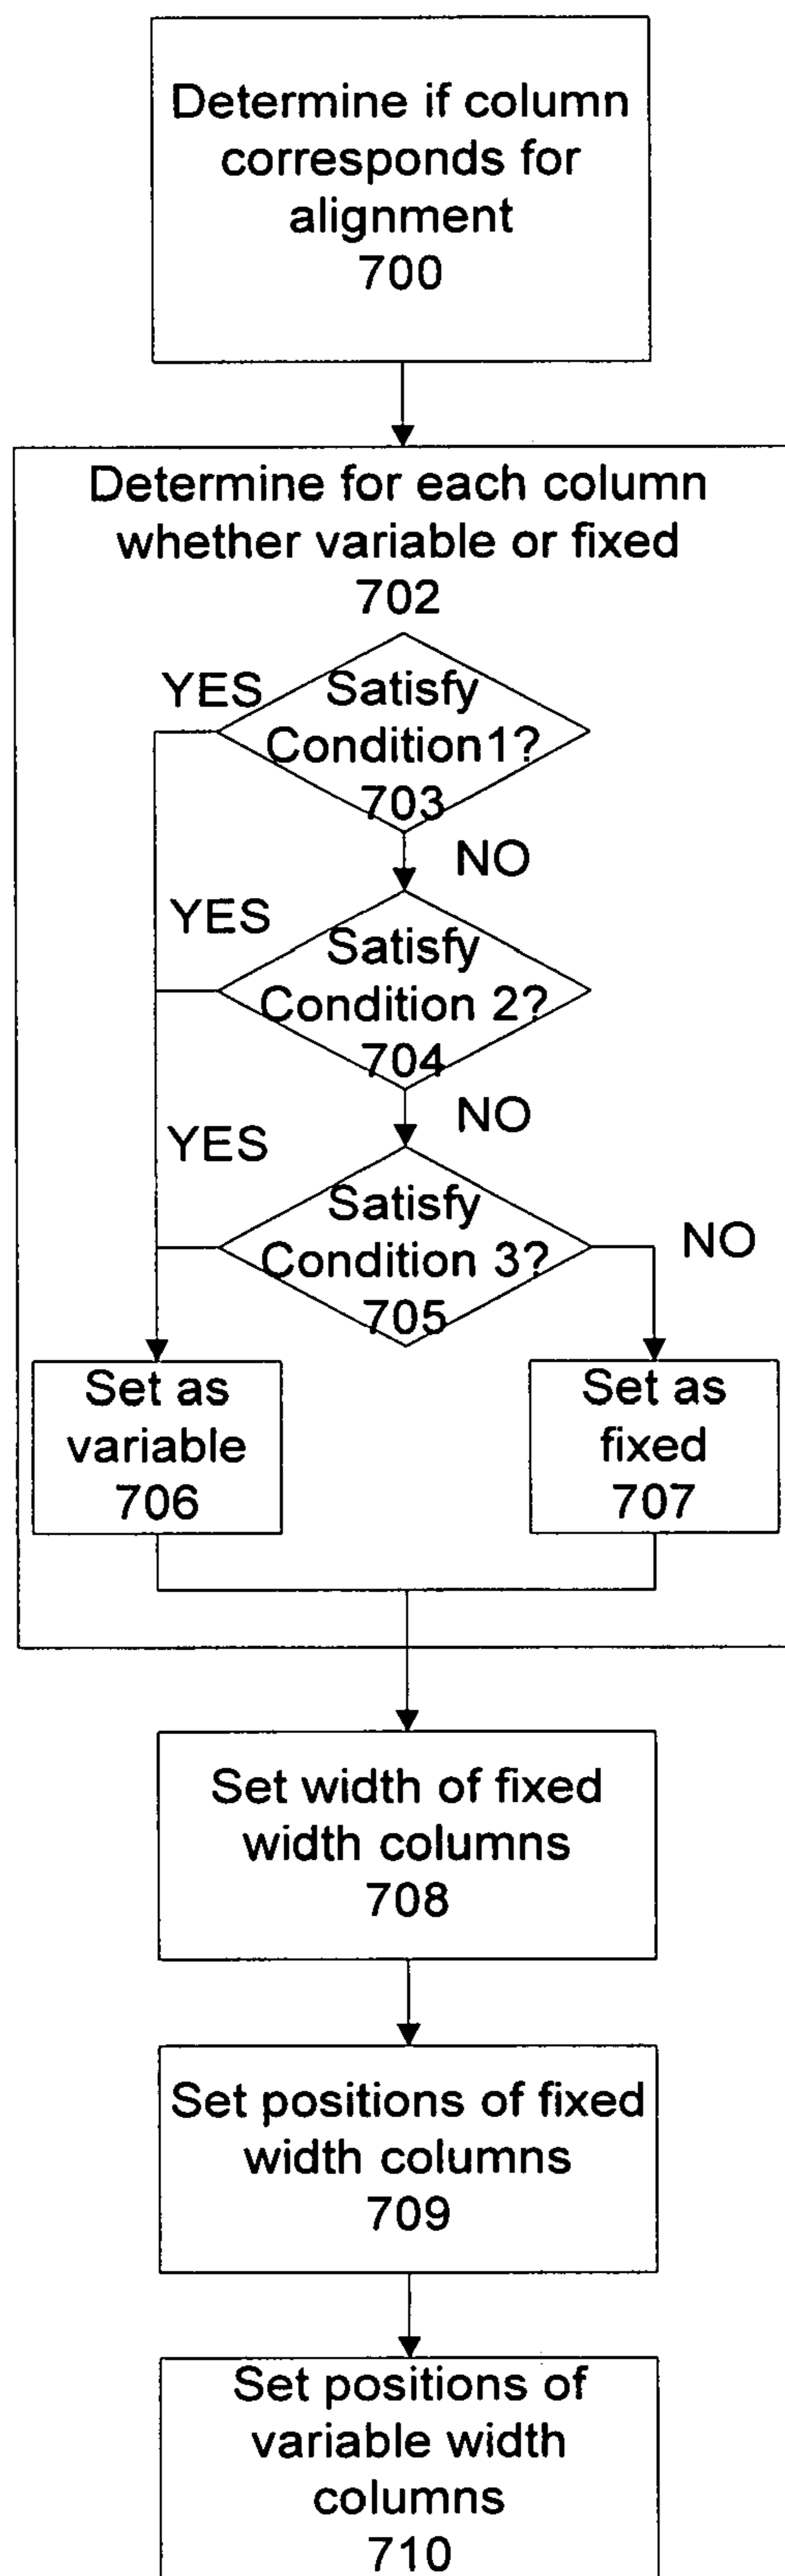 Determine if column
corresponds for
alignment
700
Determine for each column
whether variable or fixed
702
YES
Satisfy
Condition1?
703
NO
YES
Satisfy
Condition 2?
704
NO
YES
Satisfy
Condition 3?
705
NO
Set as
variable
706
Set as
fixed
707
Set width of fixed
width columns
708
Set positions of fixed
width columns
709
Set positions of
variable width
columns
710